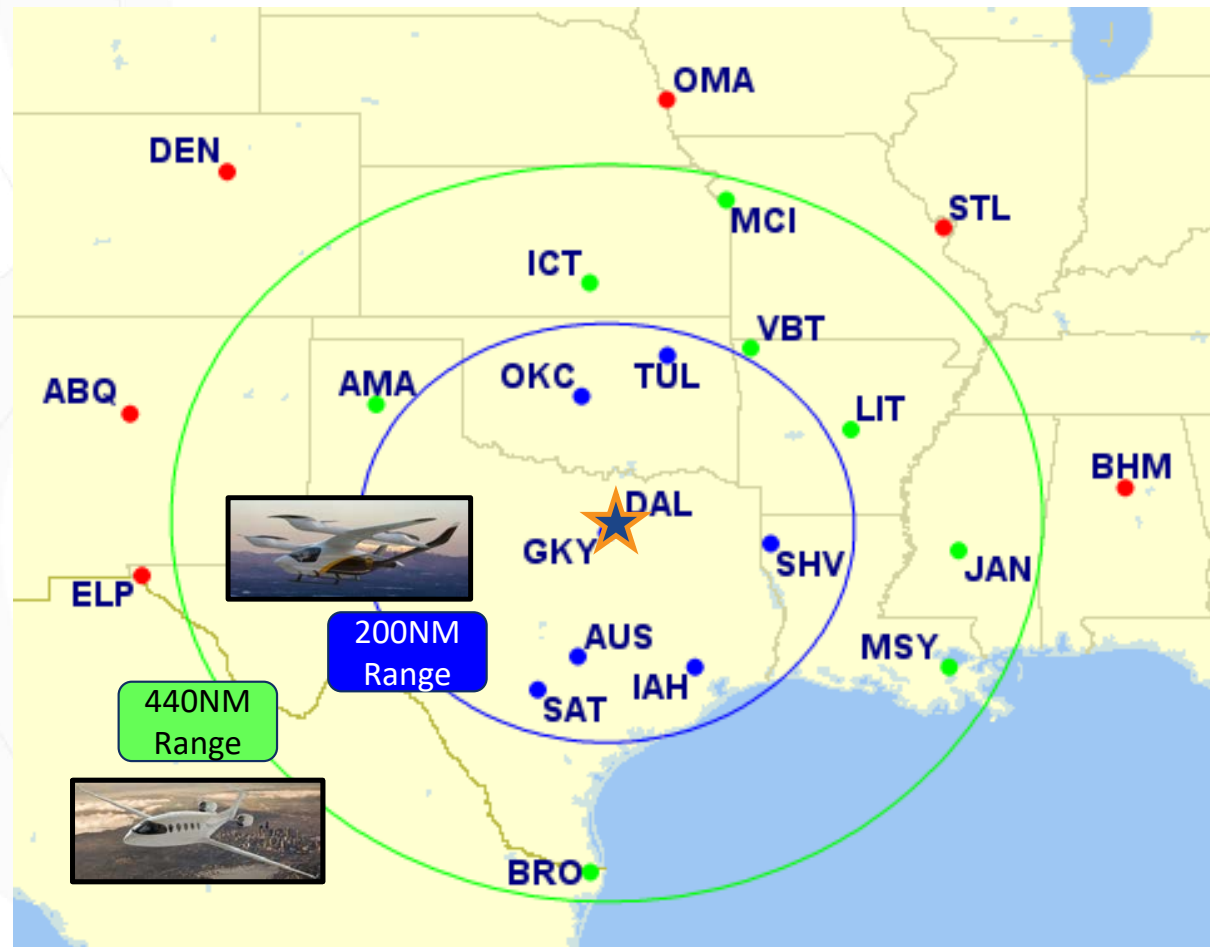 OMA
DEN
STL
MCI
ICT
VBT
ABQ
AMA
OKC
TUL
LIT
BHM
DAL
GKY
SHV
JAN
ELP
200NM
Range
AUS
MSY
IAH
SAT
440NM
Range
BRO